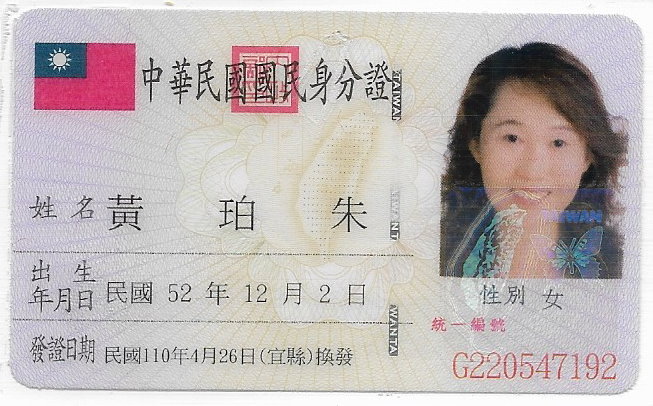 中華民國國民身分證
TAIWAN
姓名 黃珀朱
出生年月日 民國 52 年 12 月 2 日
性別 女
統一編號
發證日期 民國110年4月26日(宜縣)換發
G220547192